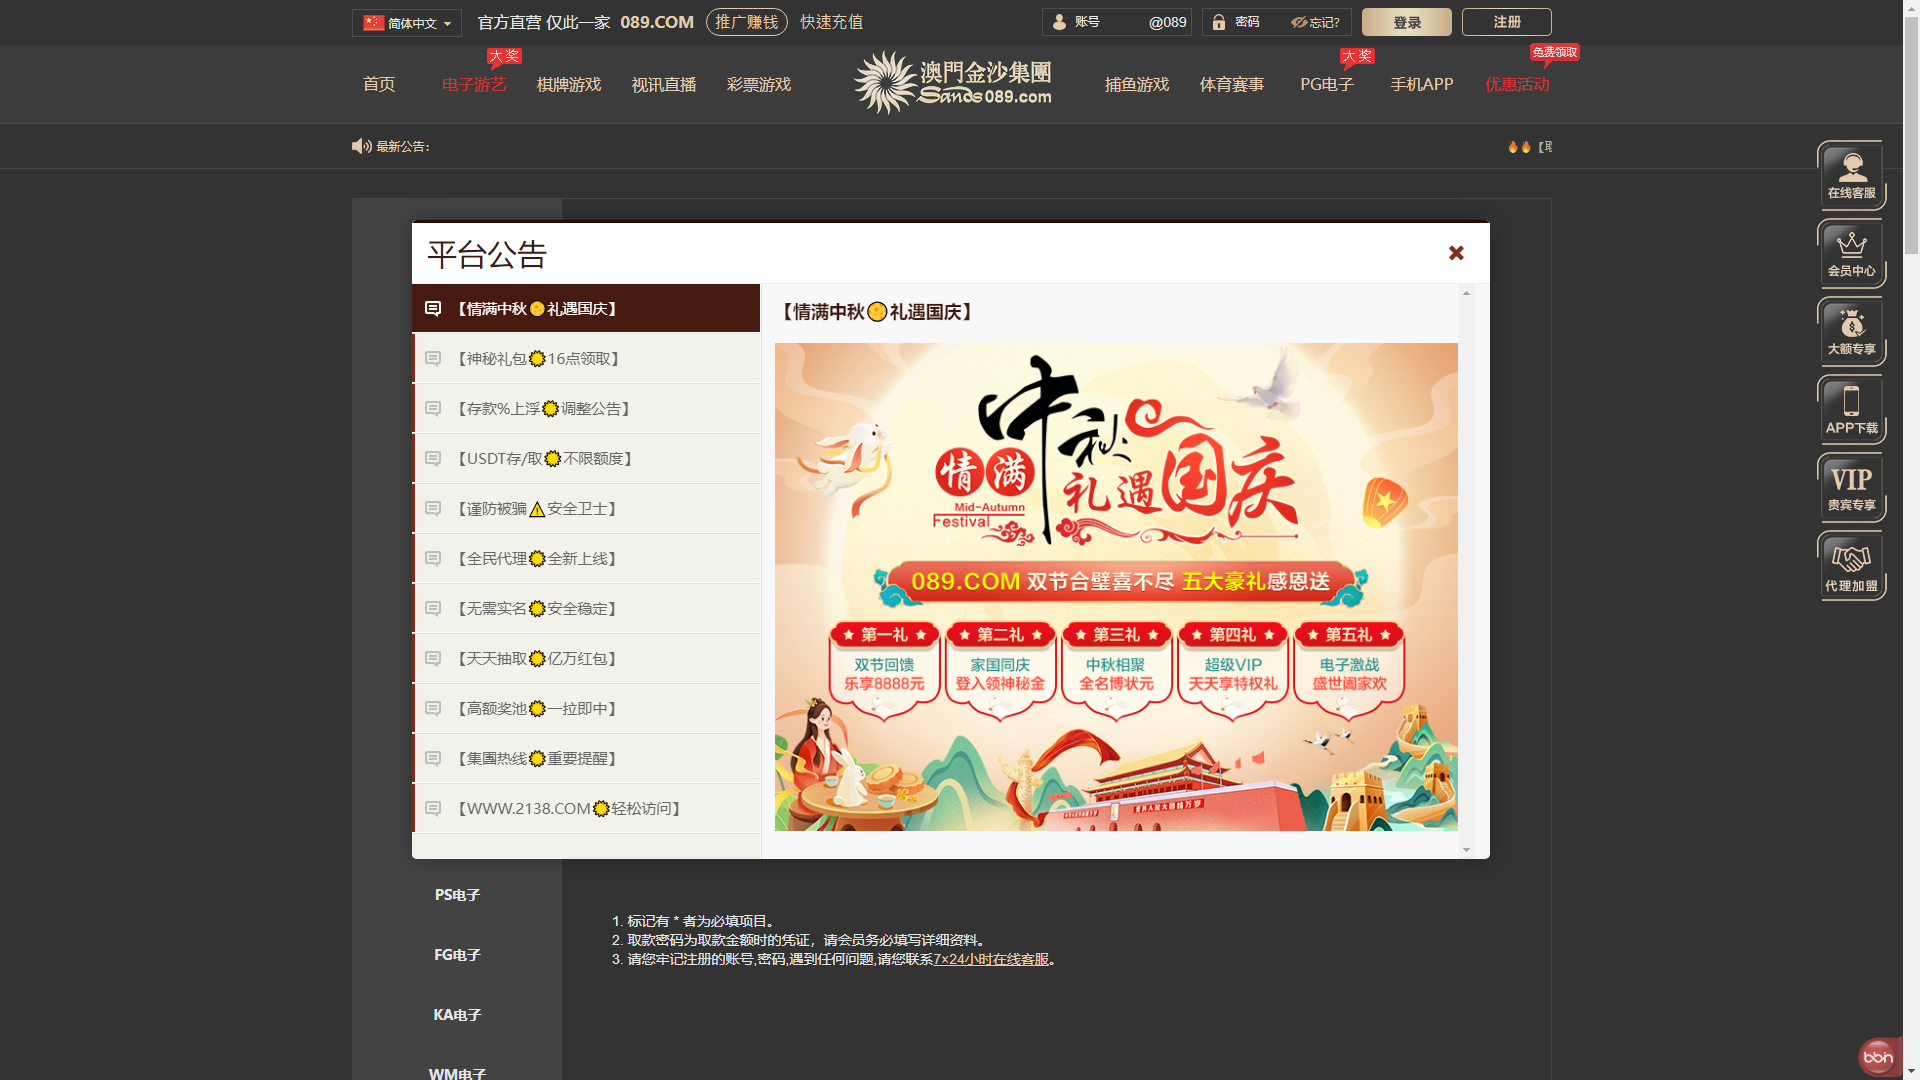 简体中文
官方直营 仅此一家 089.COM
推广赚钱
快速充值
账号
@089
密码
忘记?
登录
注册
首页
电子游艺
大奖
棋牌游戏
视讯直播
彩票游戏
澳門金沙集團
Sands089.com
捕鱼游戏
体育赛事
PG电子
大奖
手机APP
优惠活动
免费领取
最新公告:
平台公告
【情满中秋 礼遇国庆】
【神秘礼包 16点领取】
【存款%上浮 调整公告】
【USDT存/取 不限额度】
【谨防被骗 安全卫士】
【全民代理 全新上线】
【无需实名 安全稳定】
【天天抽取 亿万红包】
【高额奖池 一拉即中】
【集團热线 重要提醒】
【WWW.2138.COM 轻松访问】
【情满中秋 礼遇国庆】
中秋
情满
Mid-Autumn
Festival
礼遇国庆
089.COM 双节合璧喜不尽 五大豪礼感恩送
第一礼
双节回馈
乐享8888元
第二礼
家国同庆
登入领神秘金
第三礼
中秋相聚
全名博状元
第四礼
超级VIP
天天享特权礼
第五礼
电子激战
盛世阖家欢
PS电子
FG电子
KA电子
WM电子
1. 标记有 * 者为必填项目。
2. 取款密码为取款金额时的凭证，请会员务必填写详细资料。
3. 请您牢记注册的账号,密码,遇到任何问题,请您联系7×24小时在线客服。
在线客服
会员中心
大额专享
APP下载
VIP
贵宾专享
代理加盟
bbn